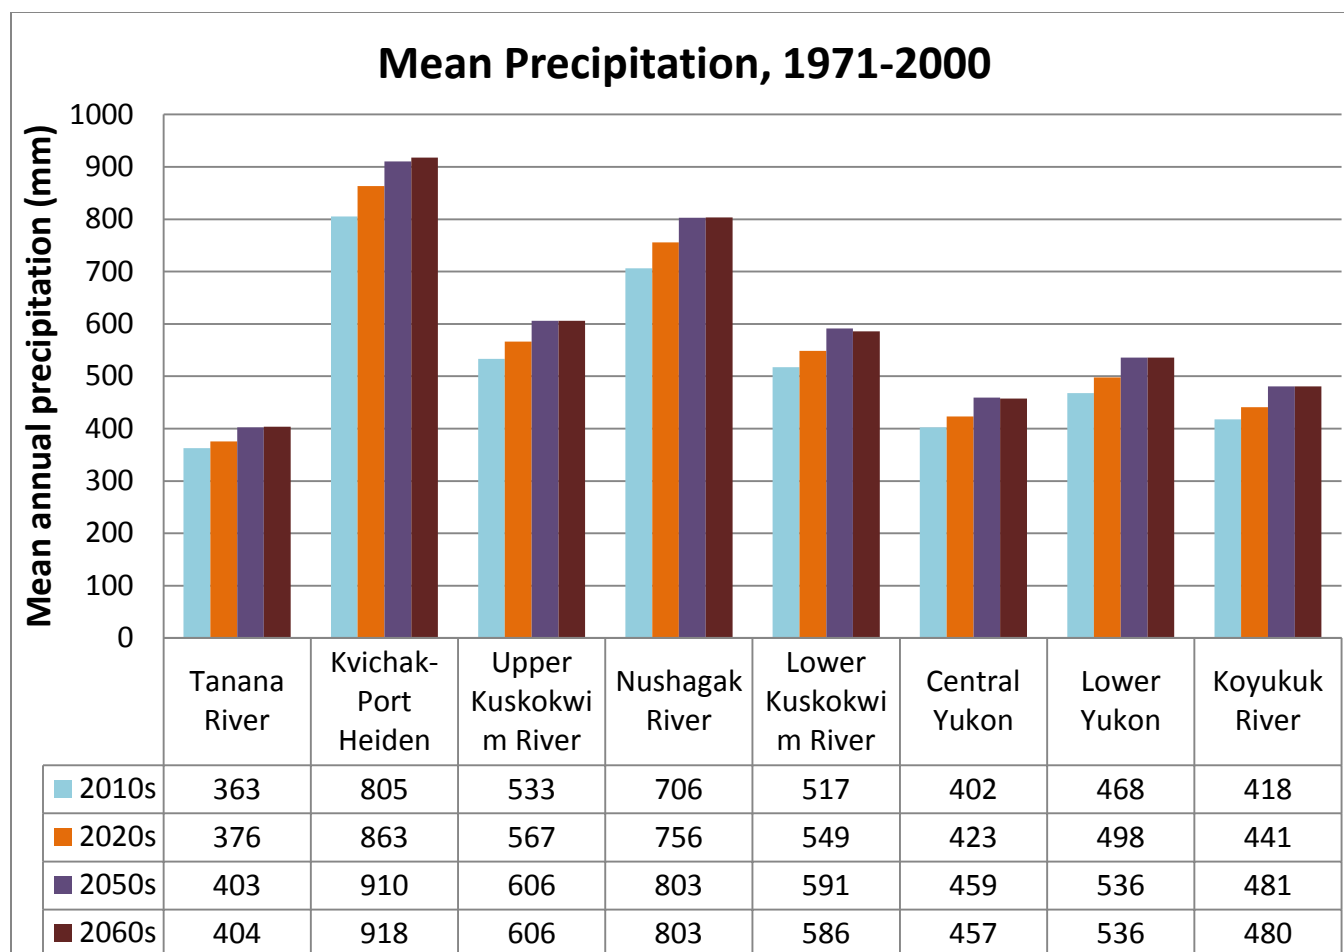 Mean Precipitation, 1971-2000
Mean annual precipitation (mm)
1000
900
800
700
600
500
400
300
200
100
0
Tanana
River
Kvichak-
Port
Heiden
Upper
Kuskokwi
m River
Nushagak
River
Lower
Kuskokwi
m River
Central
Yukon
Lower
Yukon
Koyukuk
River
2010s 363 805 533 706 517 402 468 418
2020s 376 863 567 756 549 423 498 441
2050s 403 910 606 803 591 459 536 481
2060s 404 918 606 803 586 457 536 480